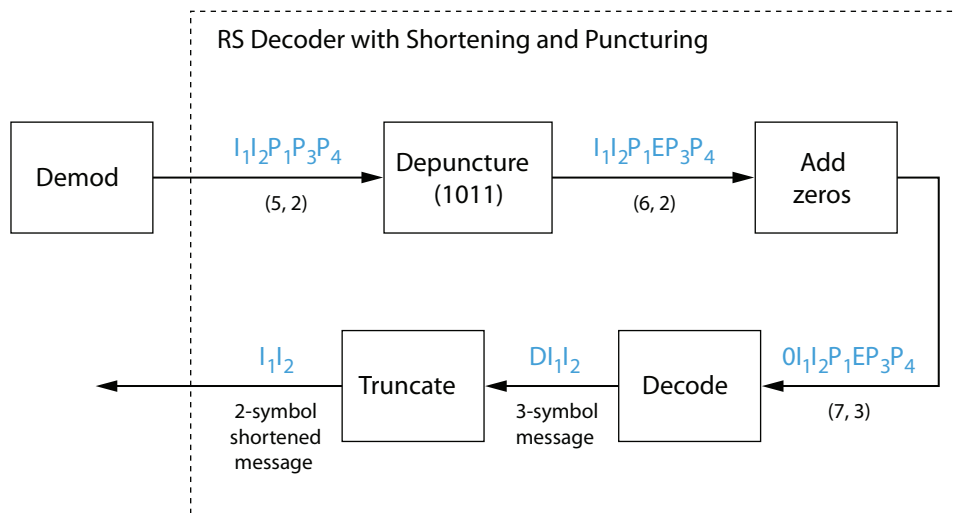 RS Decoder with Shortening and Puncturing
Demod
I₁I₂P₁P₃P₄
(5, 2)
Depuncture
(1011)
I₁I₂P₁EP₃P₄
(6, 2)
Add
zeros
0I₁I₂P₁EP₃P₄
(7, 3)
Decode
DI₁I₂
3-symbol
message
Truncate
I₁I₂
2-symbol
shortened
message